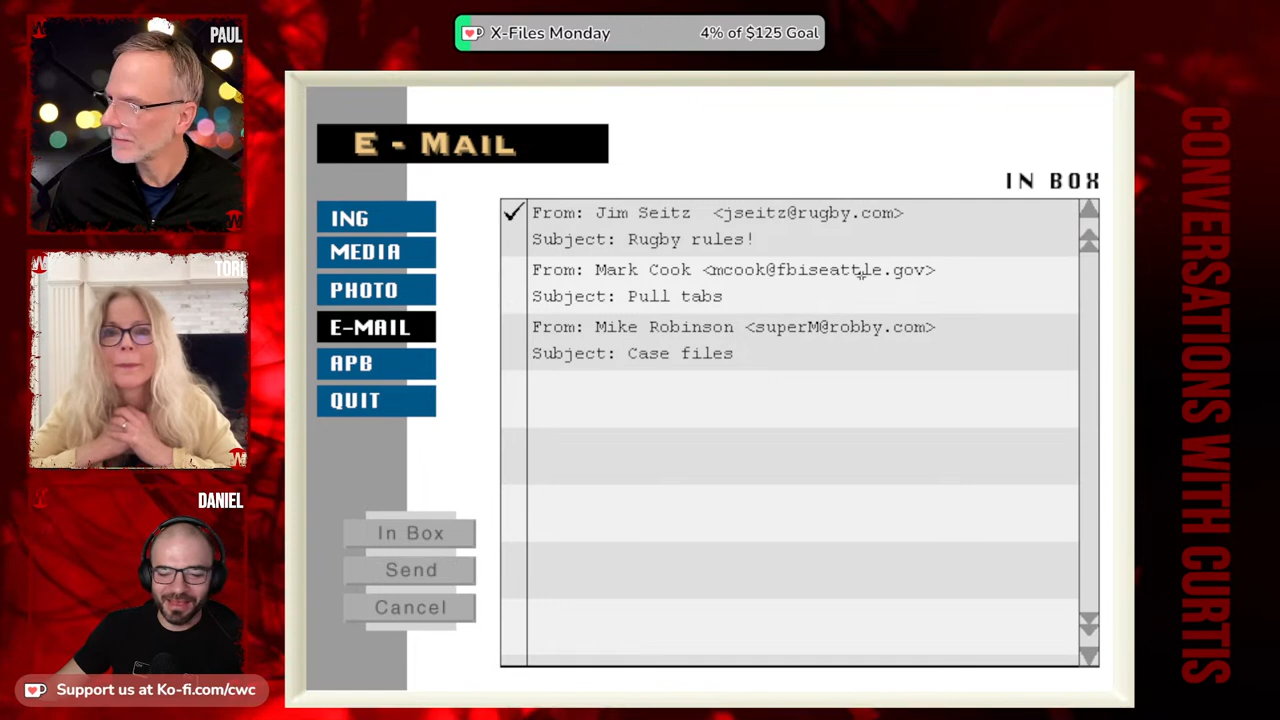 PAUL
X-Files Monday 4% of $125 Goal
E - MAIL
IN BOX
ING
MEDIA
PHOTO
E-MAIL
APB
QUIT
From: Jim Seitz <jseitz@rugby.com>
Subject: Rugby rules!
From: Mark Cook <mcook@fbiseattle.gov>
Subject: Pull tabs
From: Mike Robinson <superM@robby.com>
Subject: Case files
In Box
Send
Cancel
TORI
DANIEL
Support us at Ko-fi.com/cwc
CONVERSATIONS WITH CURTIS